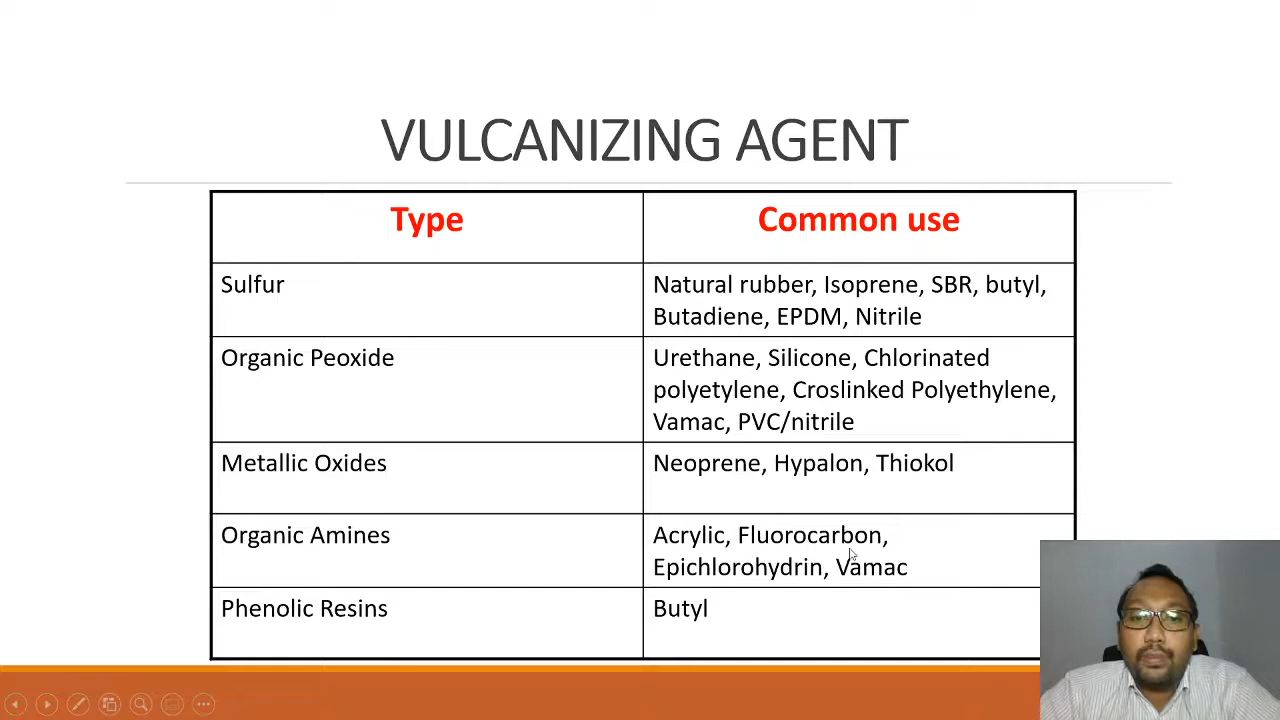 VULCANIZING AGENT
Type
Common use
Sulfur
Natural rubber, Isoprene, SBR, butyl,
Butadiene, EPDM, Nitrile
Organic Peoxide
Urethane, Silicone, Chlorinated
polyetylene, Croslinked Polyethylene,
Vamac, PVC/nitrile
Metallic Oxides
Neoprene, Hypalon, Thiokol
Organic Amines
Acrylic, Fluorocarbon,
Epichlorohydrin, Vamac
Phenolic Resins
Butyl